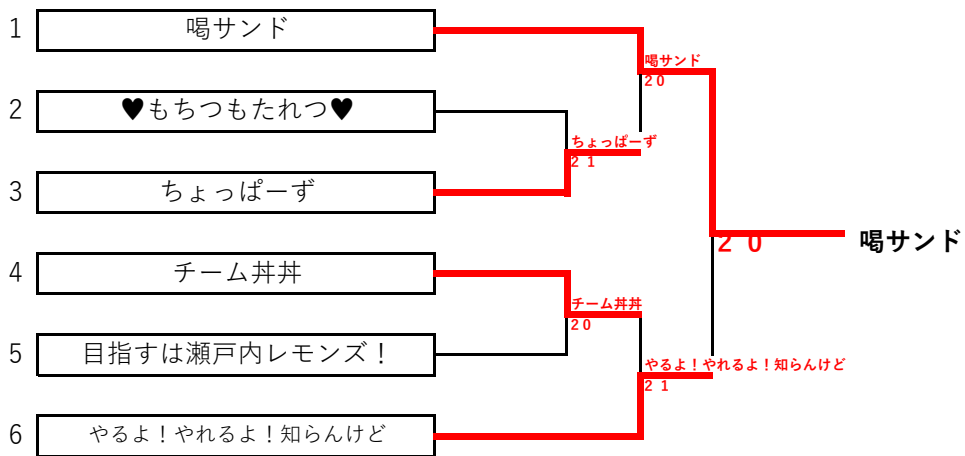 1 喝サンド
喝サンド
20
2 ♥もちつもたれつ♥
ちょっぱーず
21
3 ちょっぱーず
20 喝サンド
4 チーム丼丼
チーム丼丼
20
5 目指すは瀬戸内レモンズ！
やるよ！やれるよ！知らんけど
21
6 やるよ！やれるよ！知らんけど